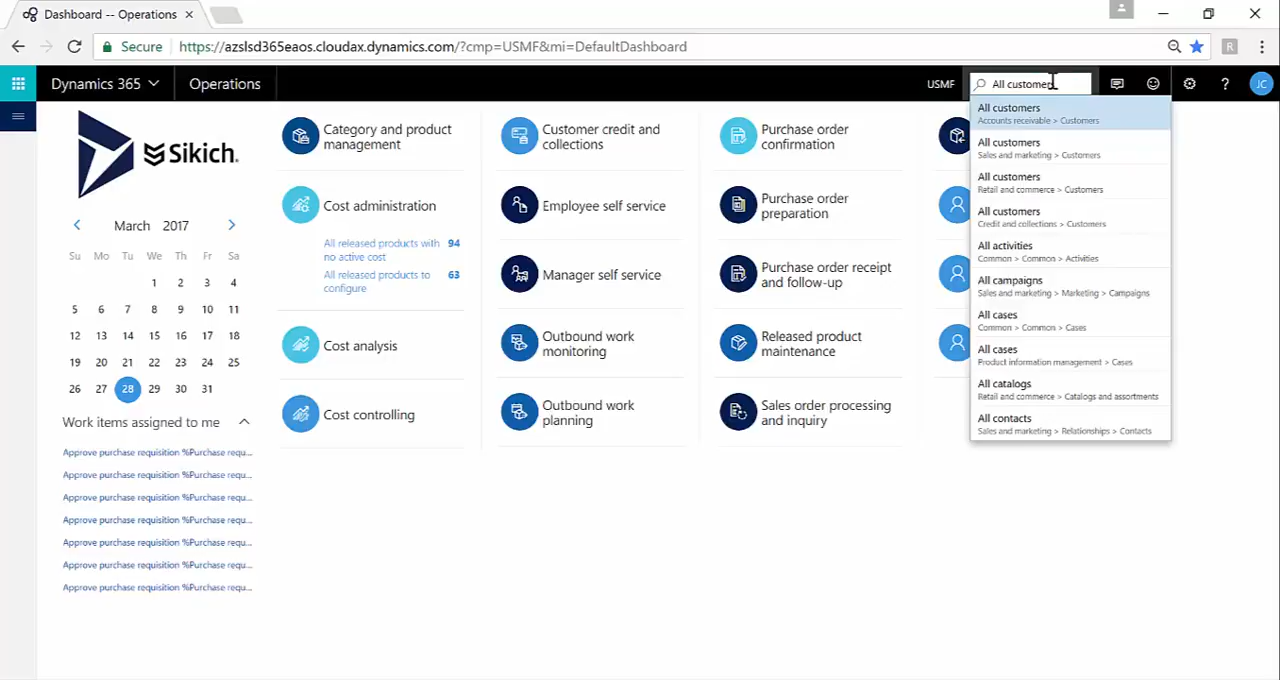 Dashboard -- Operations
Secure https://azslsd365eaos.cloudax.dynamics.com/?cmp=USMF&mi=DefaultDashboard
R
Dynamics 365
Operations
USMF
All customers
?
JC
Sikich.
March 2017
Su Mo Tu We Th Fr Sa
1 2 3 4
5 6 7 8 9 10 11
12 13 14 15 16 17 18
19 20 21 22 23 24 25
26 27 28 29 30 31
Work items assigned to me
Approve purchase requisition %Purchase requ...
Approve purchase requisition %Purchase requ...
Approve purchase requisition %Purchase requ...
Approve purchase requisition %Purchase requ...
Approve purchase requisition %Purchase requ...
Approve purchase requisition %Purchase requ...
Approve purchase requisition %Purchase requ...
Category and product
management
Cost administration
All released products with 94
no active cost
All released products to 63
configure
Cost analysis
Cost controlling
Customer credit and
collections
Employee self service
Manager self service
Outbound work
monitoring
Outbound work
planning
Purchase order
confirmation
Purchase order
preparation
Purchase order receipt
and follow-up
Released product
maintenance
Sales order processing
and inquiry
All customers
Accounts receivable > Customers
All customers
Sales and marketing > Customers
All customers
Retail and commerce > Customers
All customers
Credit and collections > Customers
All activities
Common > Common > Activities
All campaigns
Sales and marketing > Marketing > Campaigns
All cases
Common > Common > Cases
All cases
Product information management > Cases
All catalogs
Retail and commerce > Catalogs and assortments
All contacts
Sales and marketing > Relationships > Contacts